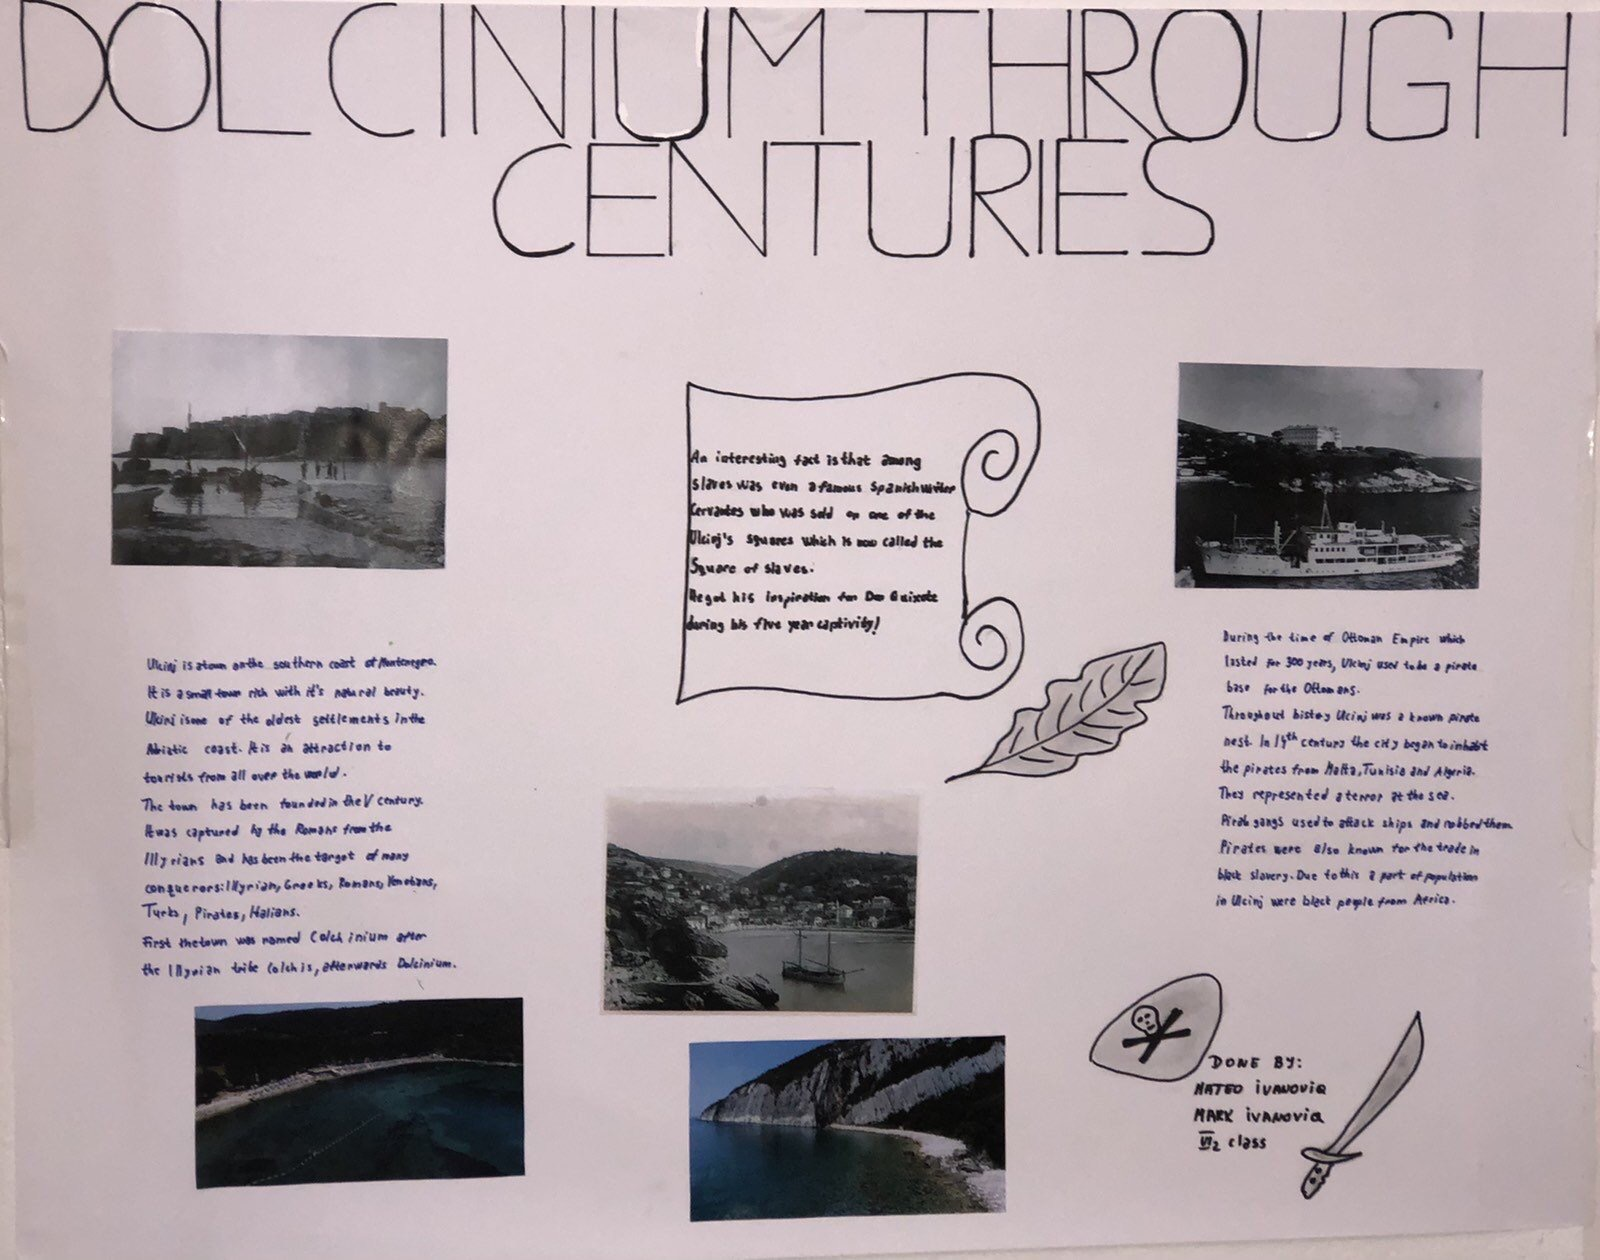 DOLCINIUM THROUGH
CENTURIES
An interesting fact is that among
slaves was even a famous Spanish writer
Cervantes who was sold on one of the
Ulcinj's squares which is now called the
Square of slaves.
He got his inspiration for Don Quixote
during his five year captivity!
Ulcinj is a town on the southern coast of Montenegro.
It is a small town rich with it's natural beauty.
Ulcinj is one of the oldest settlements in the
coast. It is an attraction to
tourists from all over the world.
The town has been founded in the V century.
It was captured by the Romans from the
Illyrians and has been the target of many
conquerors: Illyrian, Greeks, Romans, Venetians,
Turks, Pirates, Italians.
First the town was named Colchinium after
the Illyrian tribe Colchis, afterwards Dolcinium.
During the time of Ottoman Empire which
lasted for 300 years, Ulcinj used to be a pirate
base for the Ottomans.
Throughout history Ulcinj was a known pirate
nest. In 14th century the city began to inhabit
the pirates from Malta, Tunisia and Algeria.
They represented a terror at the sea.
Pirate gangs used to attack ships and robbed them.
Pirates were also known for the trade in
black slavery. Due to this a part of population
in Ulcinj were black people from Africa.
DONE BY:
MATEO IVANOVIQ
MARK IVANOVIQ
VI2 class